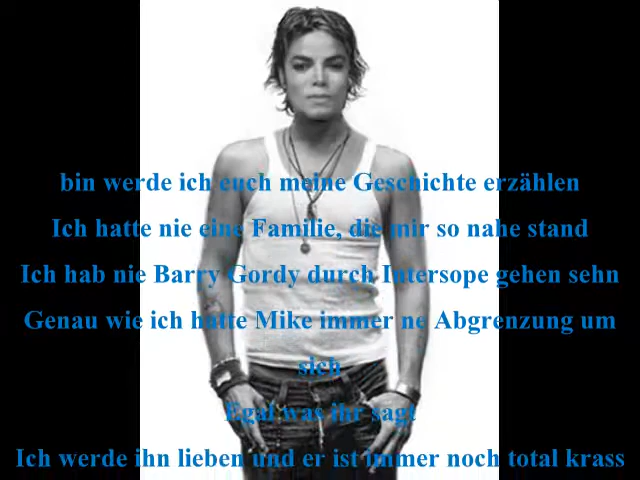 bin werde ich euch meine Geschichte erzählen
Ich hatte nie eine Familie, die mir so nahe stand
Ich hab nie Barry Gordy durch Intersope gehen sehn
Genau wie ich hatte Mike immer ne Abgrenzung um
sich
Egal was ihr sagt
Ich werde ihn lieben und er ist immer noch total krass